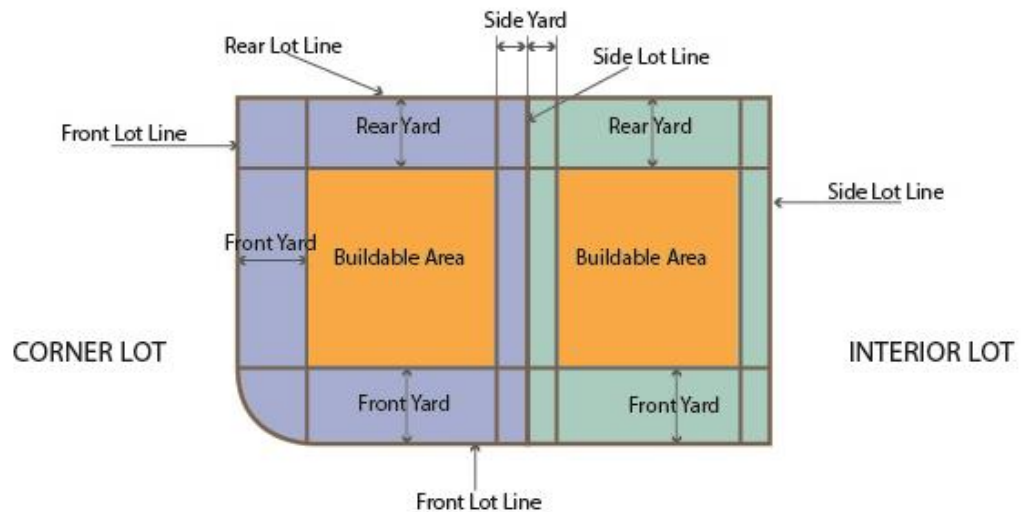 Side Yard
Rear Lot Line
Side Lot Line
Front Lot Line
Rear Yard
Rear Yard
Side Lot Line
Front Yard
Buildable Area
Buildable Area
CORNER LOT
INTERIOR LOT
Front Yard
Front Yard
Front Lot Line